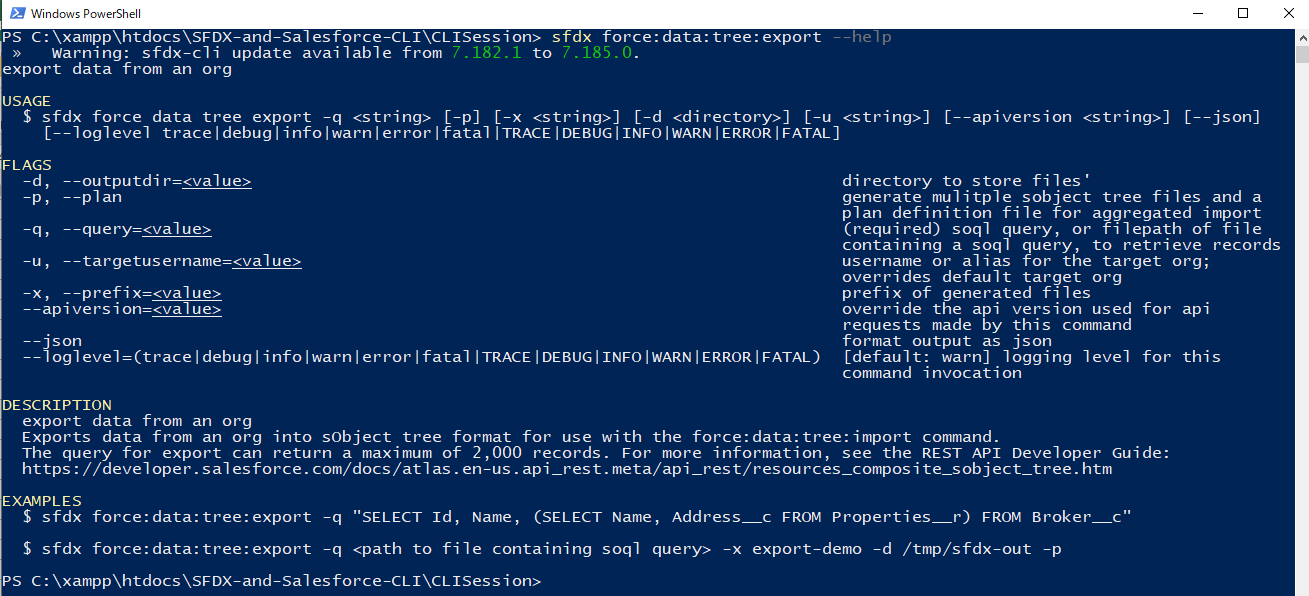 Windows PowerShell
PS C:\xampp\htdocs\SFDX-and-Salesforce-CLI\CLISession> sfdx force:data:tree:export --help
»   Warning: sfdx-cli update available from 7.182.1 to 7.185.0.
export data from an org
USAGE
$ sfdx force data tree export -q <string> [-p] [-x <string>] [-d <directory>] [-u <string>] [--apiversion <string>] [--json]
[--loglevel trace|debug|info|warn|error|fatal|TRACE|DEBUG|INFO|WARN|ERROR|FATAL]
FLAGS
-d, --outputdir=<value> directory to store files'
-p, --plan generate mulitple sobject tree files and a
plan definition file for aggregated import
-q, --query=<value> (required) soql query, or filepath of file
containing a soql query, to retrieve records
-u, --targetusername=<value> username or alias for the target org;
overrides default target org
-x, --prefix=<value> prefix of generated files
--apiversion=<value> override the api version used for api
requests made by this command
--json format output as json
--loglevel=(trace|debug|info|warn|error|fatal|TRACE|DEBUG|INFO|WARN|ERROR|FATAL) [default: warn] logging level for this
command invocation
DESCRIPTION
export data from an org
Exports data from an org into sObject tree format for use with the force:data:tree:import command.
The query for export can return a maximum of 2,000 records. For more information, see the REST API Developer Guide:
https://developer.salesforce.com/docs/atlas.en-us.api_rest.meta/api_rest/resources_composite_sobject_tree.htm
EXAMPLES
$ sfdx force:data:tree:export -q "SELECT Id, Name, (SELECT Name, Address__c FROM Properties__r) FROM Broker__c"
$ sfdx force:data:tree:export -q <path to file containing soql query> -x export-demo -d /tmp/sfdx-out -p
PS C:\xampp\htdocs\SFDX-and-Salesforce-CLI\CLISession>